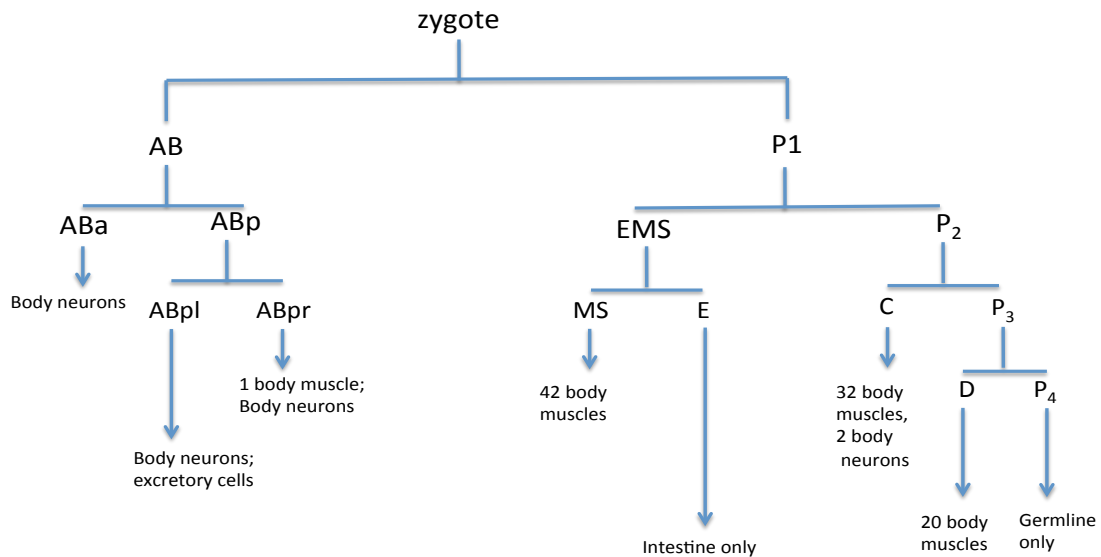 zygote
AB
P1
ABa
ABp
EMS
P₂
Body neurons
ABpl
ABpr
MS
E
C
P₃
1 body muscle;
Body neurons
42 body
muscles
32 body
muscles,
2 body
neurons
D
P₄
Body neurons;
excretory cells
Intestine only
20 body
muscles
Germline
only